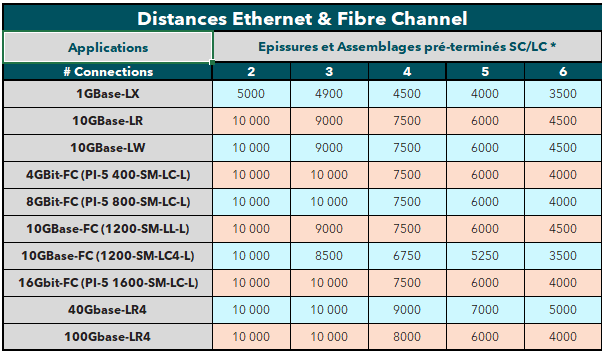 Distances Ethernet & Fibre Channel
Applications Epissures et Assemblages pré-terminés SC/LC *
# Connections 2 3 4 5 6
1GBase-LX 5000 4900 4500 4000 3500
10GBase-LR 10 000 9000 7500 6000 4500
10GBase-LW 10 000 9000 7500 6000 4500
4GBit-FC (PI-5 400-SM-LC-L) 10 000 10 000 7500 6000 4000
8GBit-FC (PI-5 800-SM-LC-L) 10 000 10 000 7500 6000 4000
10GBase-FC (1200-SM-LL-L) 10 000 9000 7500 6000 4500
10GBase-FC (1200-SM-LC4-L) 10 000 8500 6750 5250 3500
16Gbit-FC (PI-5 1600-SM-LC-L) 10 000 10 000 7500 6000 4000
40Gbase-LR4 10 000 10 000 9000 7000 5000
100Gbase-LR4 10 000 10 000 8000 6000 4000